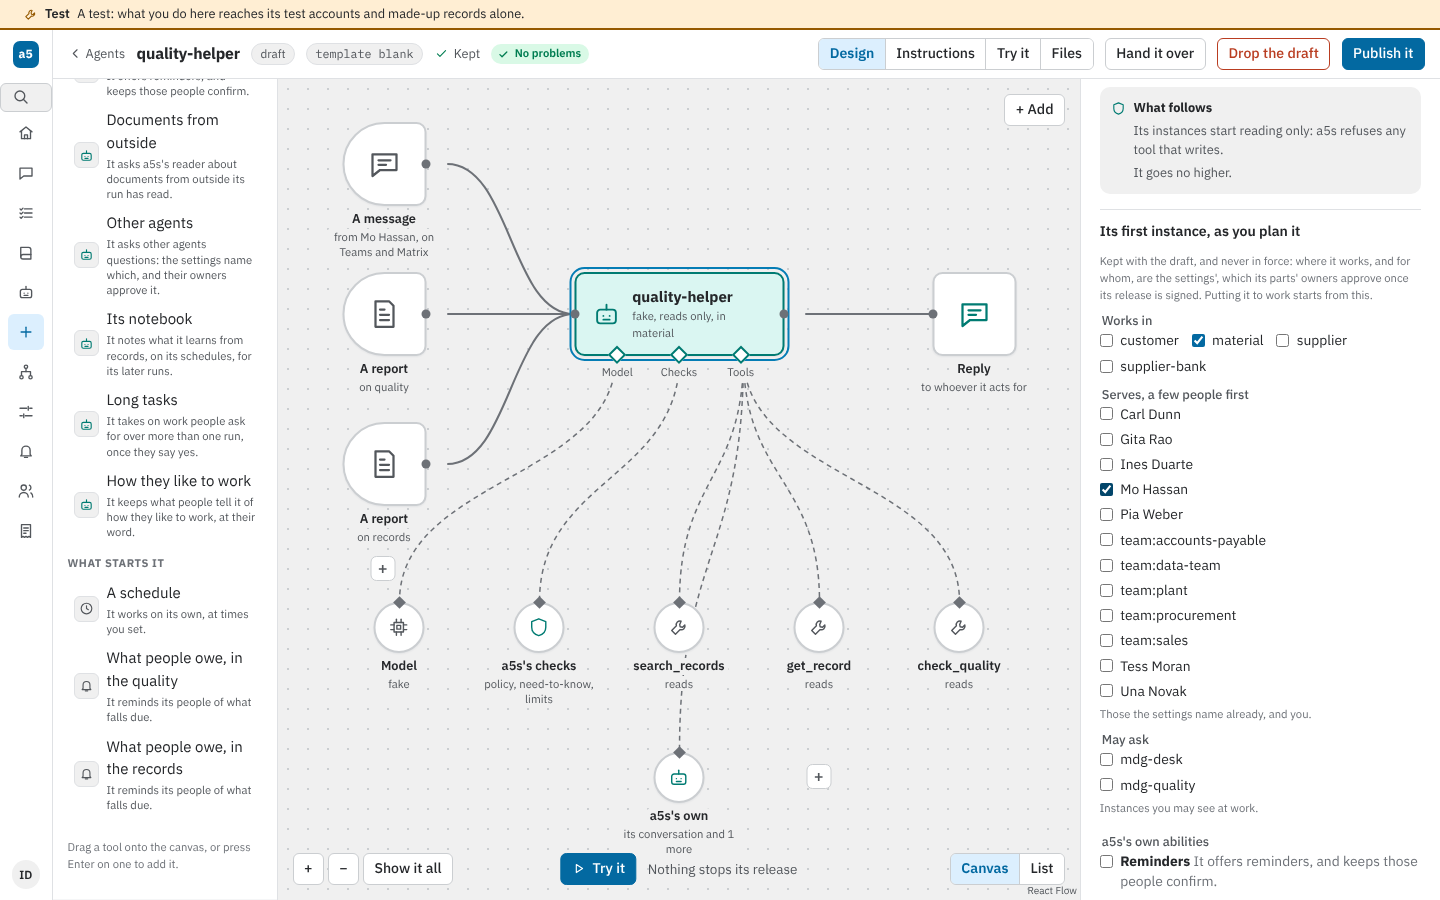 Test A test: what you do here reaches its test accounts and made-up records alone.
a5
Agents
quality-helper
draft
template blank
Kept
No problems
Design
Instructions
Try it
Files
Hand it over
Drop the draft
Publish it
keeps those people confirm.
Documents from
outside
It asks a5s's reader about
documents from outside its
run has read.
Other agents
It asks other agents
questions: the settings name
which, and their owners
approve it.
Its notebook
It notes what it learns from
records, on its schedules, for
its later runs.
Long tasks
It takes on work people ask
for over more than one run,
once they say yes.
How they like to work
It keeps what people tell it of
how they like to work, at their
word.
WHAT STARTS IT
A schedule
It works on its own, at times
you set.
What people owe, in
the quality
It reminds its people of what
falls due.
What people owe, in
the records
It reminds its people of what
falls due.
Drag a tool onto the canvas, or press
Enter on one to add it.
ID
+ Add
A message
from Mo Hassan, on
Teams and Matrix
A report
on quality
A report
on records
quality-helper
fake, reads only, in
material
Model
Checks
Tools
Reply
to whoever it acts for
Model
fake
a5s's checks
policy, need-to-know,
limits
search_records
reads
get_record
reads
check_quality
reads
a5s's own
its conversation and 1
more
+
−
Show it all
Try it
Nothing stops its release
Canvas
List
React Flow
What follows
Its instances start reading only: a5s refuses any
tool that writes.
It goes no higher.
Its first instance, as you plan it
Kept with the draft, and never in force: where it works, and for
whom, are the settings', which its parts' owners approve once
its release is signed. Putting it to work starts from this.
Works in
customer
material
supplier
supplier-bank
Serves, a few people first
Carl Dunn
Gita Rao
Ines Duarte
Mo Hassan
Pia Weber
team:accounts-payable
team:data-team
team:plant
team:procurement
team:sales
Tess Moran
Una Novak
Those the settings name already, and you.
May ask
mdg-desk
mdg-quality
Instances you may see at work.
a5s's own abilities
Reminders It offers reminders, and keeps those
people confirm.